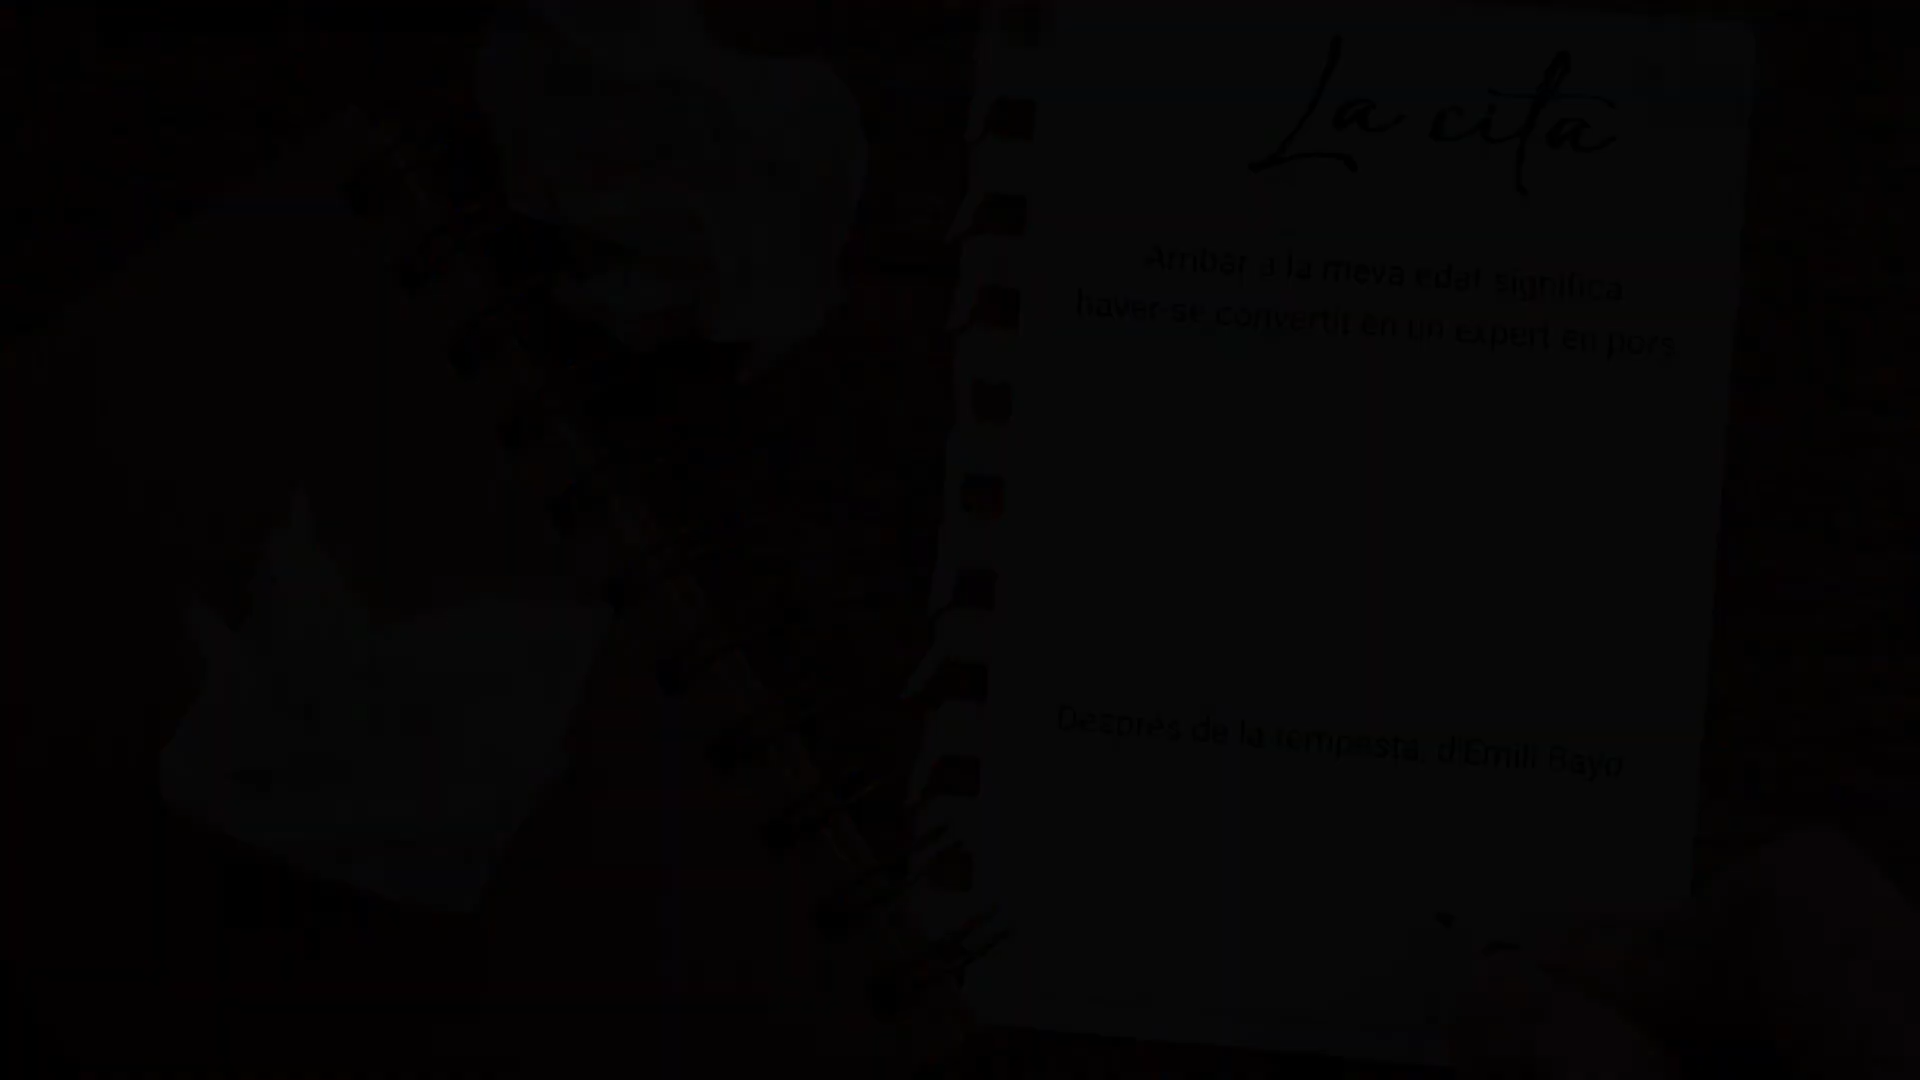 La cita
Arribar a la meva edat significa
haver-se convertit en un expert en pors.
Després de la tempesta, d'Emili Bayo